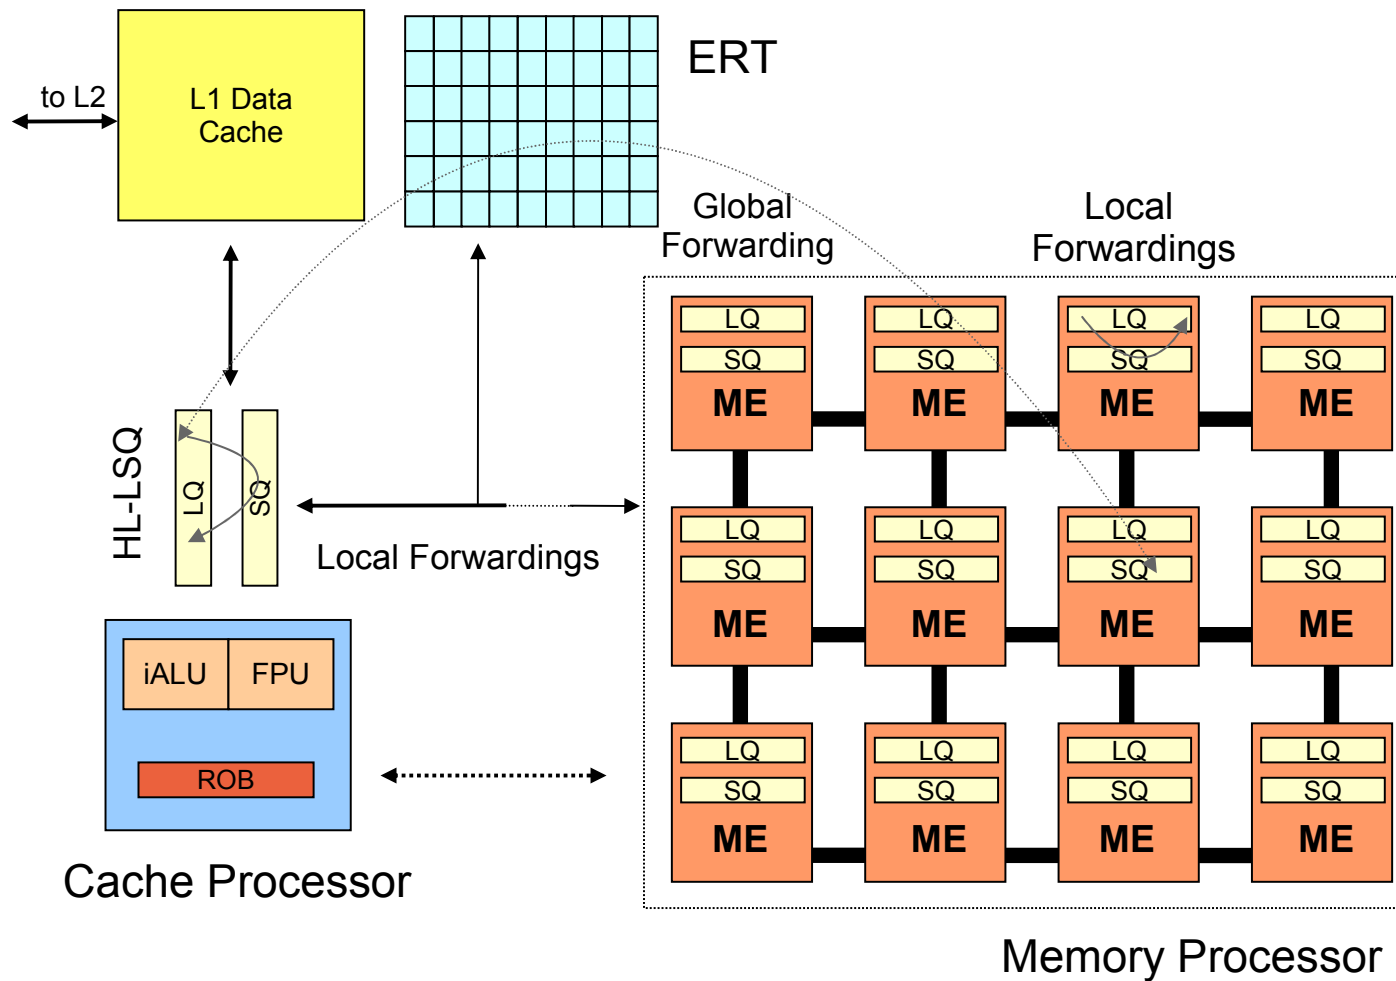 to L2
L1 Data
Cache
ERT
Global
Forwarding
Local
Forwardings
HL-LSQ
LQ
SQ
Local Forwardings
LQ
LQ
LQ
LQ
SQ
SQ
SQ
SQ
ME
ME
ME
ME
LQ
LQ
LQ
LQ
SQ
SQ
SQ
SQ
ME
ME
ME
ME
LQ
LQ
LQ
LQ
SQ
SQ
SQ
SQ
ME
ME
ME
ME
iALU
FPU
ROB
Cache Processor
Memory Processor